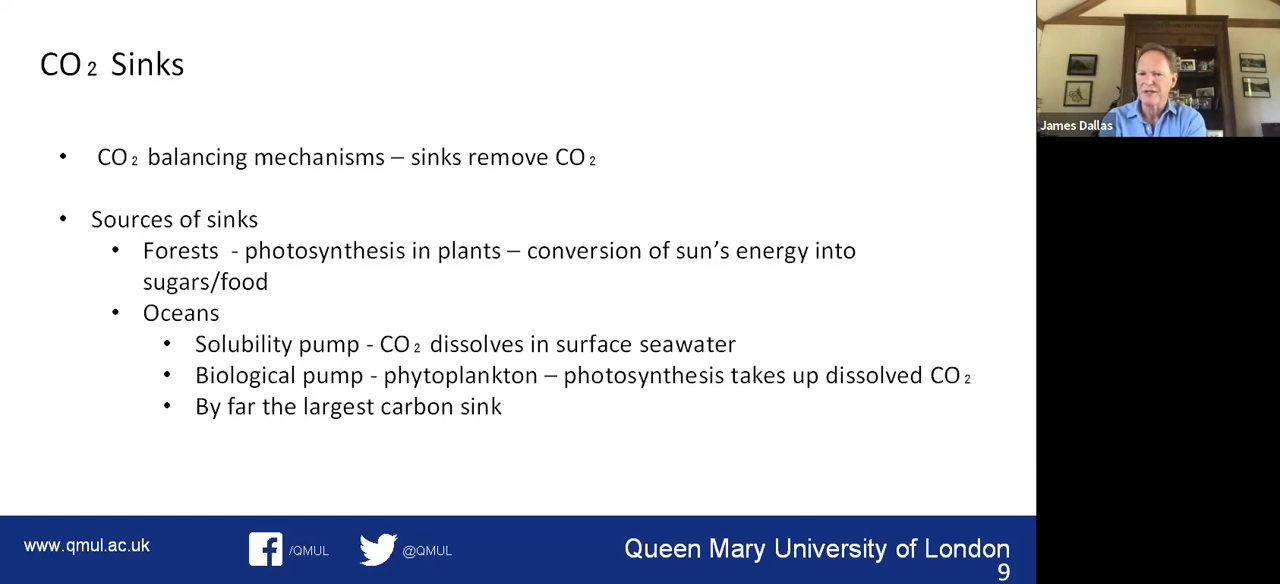 CO₂ Sinks
• CO₂ balancing mechanisms – sinks remove CO₂
• Sources of sinks
• Forests - photosynthesis in plants – conversion of sun’s energy into
sugars/food
• Oceans
• Solubility pump - CO₂ dissolves in surface seawater
• Biological pump - phytoplankton – photosynthesis takes up dissolved CO₂
• By far the largest carbon sink
www.qmul.ac.uk
/QMUL
@QMUL
Queen Mary University of London
9
James Dallas